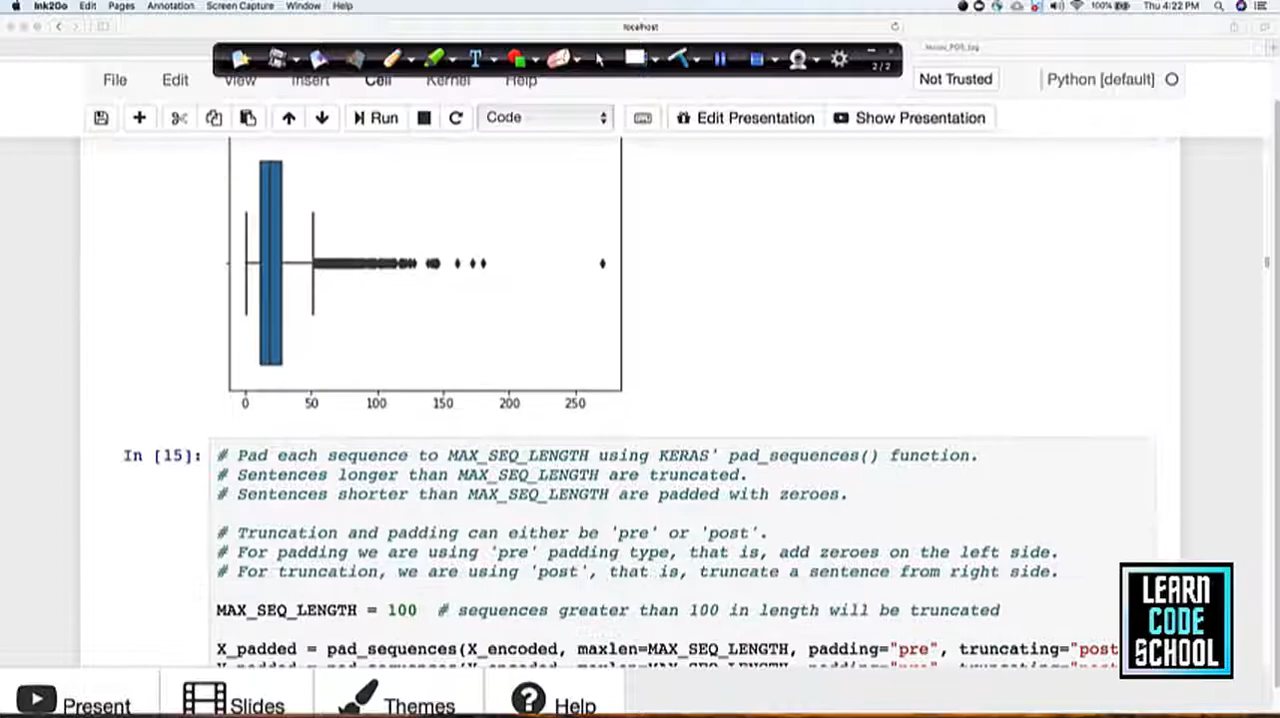 Ink2Go Edit Pages Annotation Screen Capture Window Help 100% Thu 4:22 PM
localhost
2/2
File Edit View Insert Cell Kernel Help Not Trusted Python [default]
Run Code Edit Presentation Show Presentation
0 50 100 150 200 250
In [15]: # Pad each sequence to MAX_SEQ_LENGTH using KERAS' pad_sequences() function.
# Sentences longer than MAX_SEQ_LENGTH are truncated.
# Sentences shorter than MAX_SEQ_LENGTH are padded with zeroes.
# Truncation and padding can either be 'pre' or 'post'.
# For padding we are using 'pre' padding type, that is, add zeroes on the left side.
# For truncation, we are using 'post', that is, truncate a sentence from right side.
MAX_SEQ_LENGTH = 100 # sequences greater than 100 in length will be truncated
X_padded = pad_sequences(X_encoded, maxlen=MAX_SEQ_LENGTH, padding="pre", truncating="post
LEARN
CODE
SCHOOL
Present Slides Themes Help